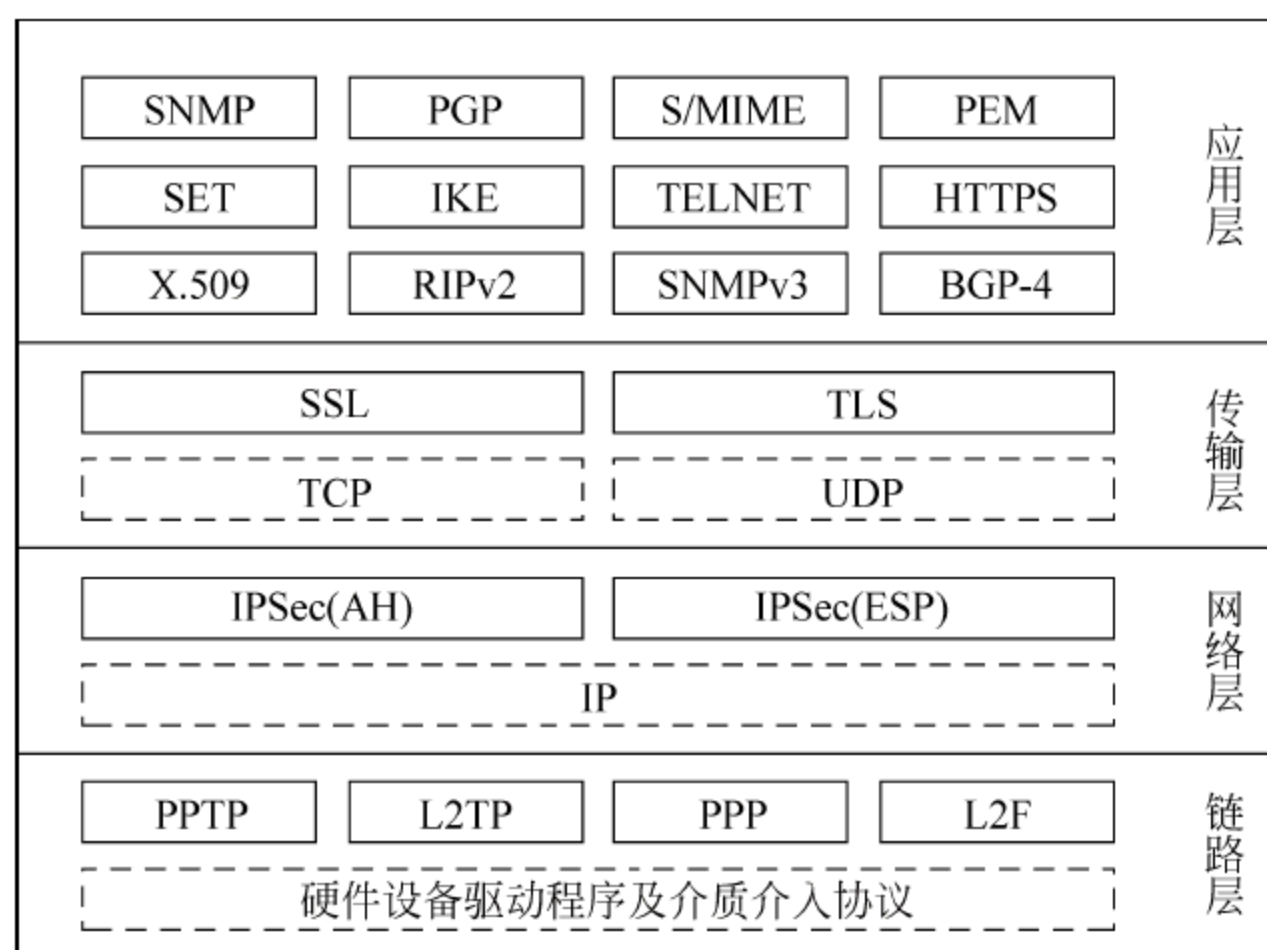 SNMP PGP S/MIME PEM
应用层
SET IKE TELNET HTTPS
X.509 RIPv2 SNMPv3 BGP-4
SSL TLS
传输层
TCP UDP
IPSec(AH) IPSec(ESP)
网络层
IP
PPTP L2TP PPP L2F
链路层
硬件设备驱动程序及介质介入协议